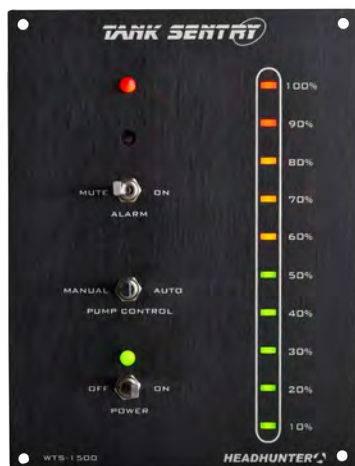 TANK SENTRY
100%
90%
80%
MUTE ON
70%
ALARM
60%
50%
MANUAL AUTO
40%
PUMP CONTROL
30%
OFF ON
20%
POWER
10%
WTS-1500
HEADHUNTER